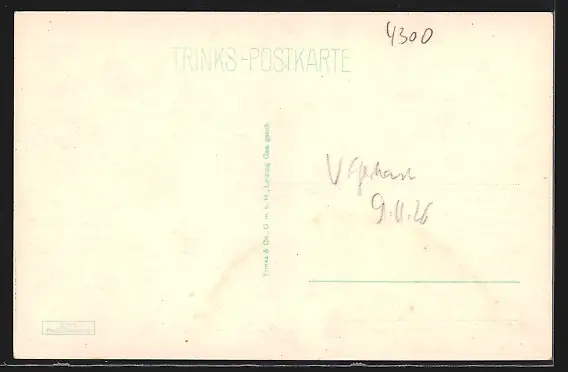 4300
TRINKS-POSTKARTE
Trinks & Co., G. m. b. H., Leipzig Ges. gesch.
9.11.26